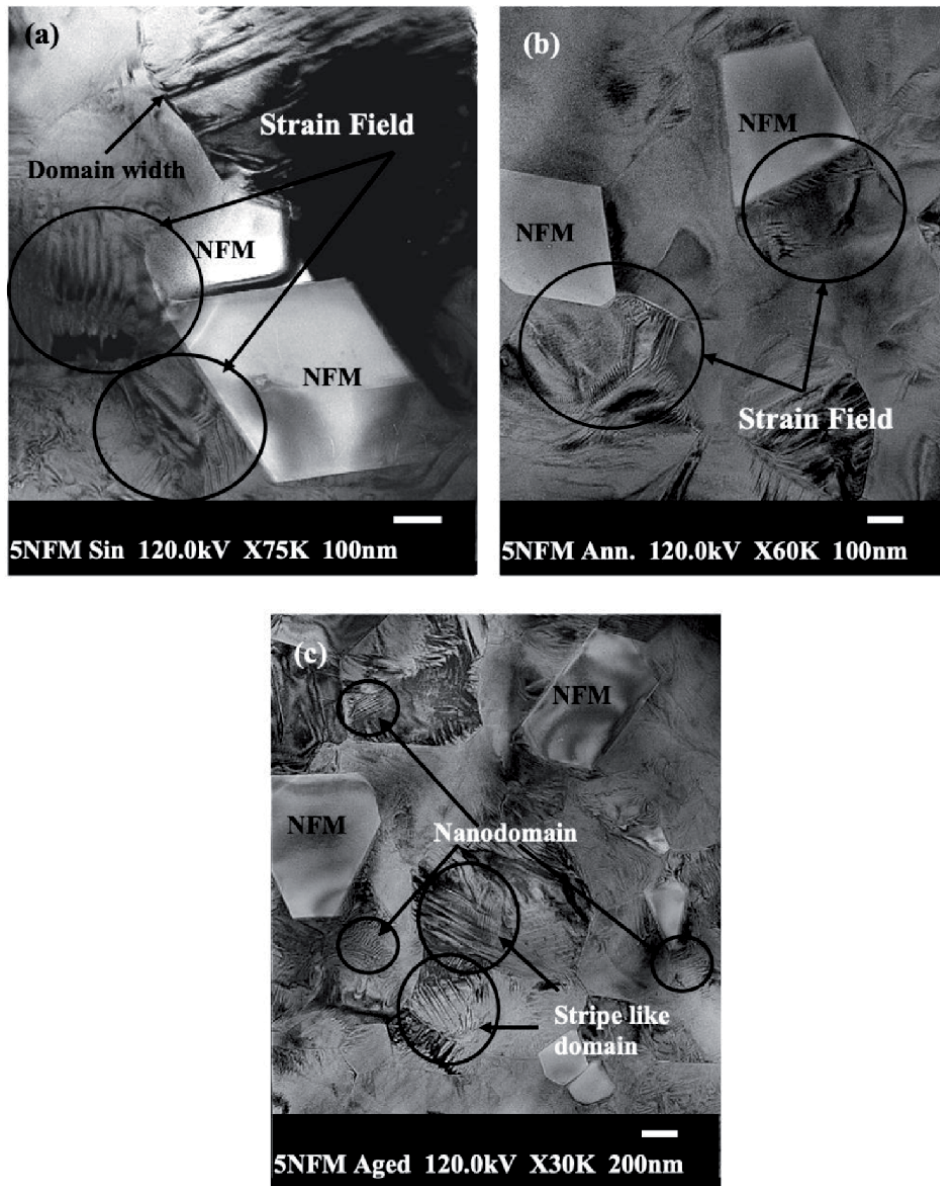 (a)
Strain Field
Domain width
NFM
NFM
5NFM Sin 120.0kV X75K 100nm
(b)
NFM
NFM
Strain Field
5NFM Ann. 120.0kV X60K 100nm
(c)
NFM
NFM
Nanodomain
Stripe like
domain
5NFM Aged 120.0kV X30K 200nm